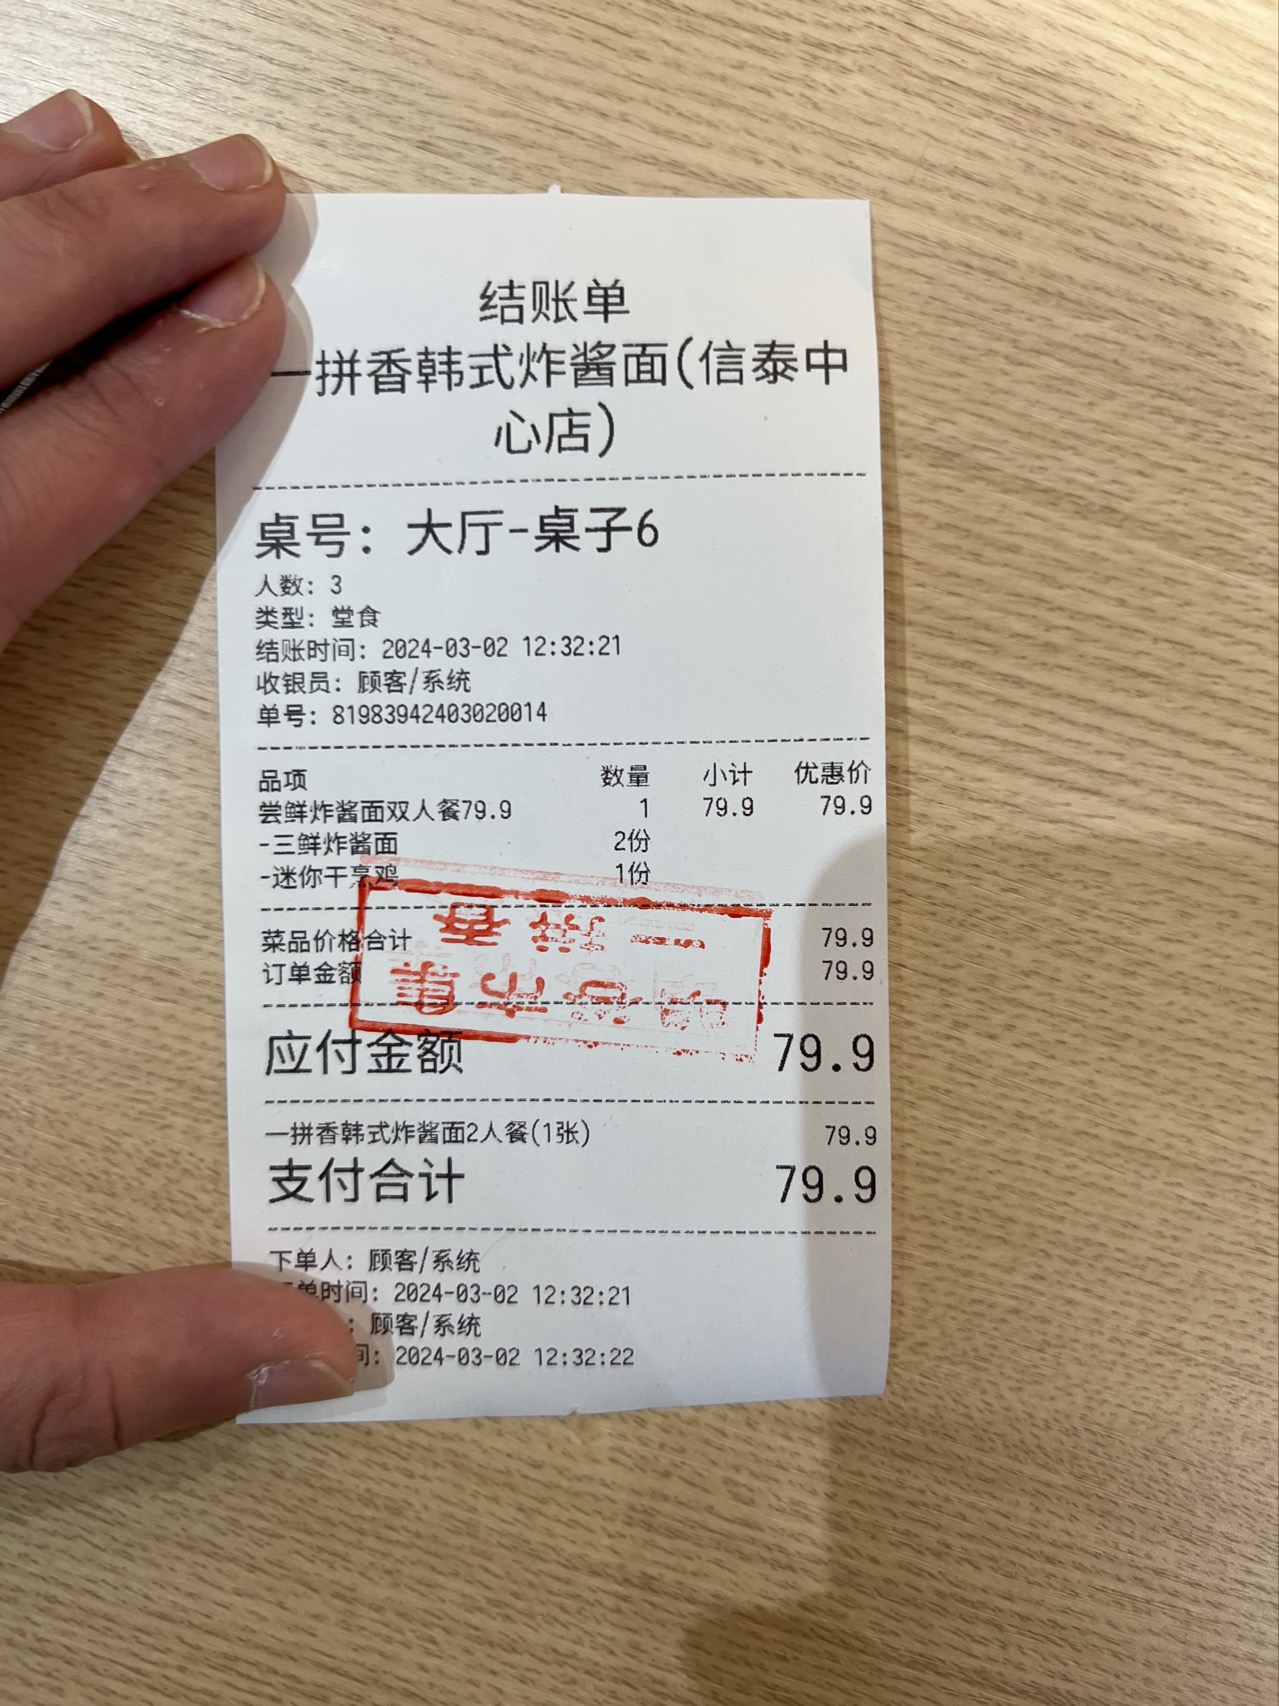 结账单
一拼香韩式炸酱面(信泰中
心店)
桌号: 大厅-桌子6
人数: 3
类型: 堂食
结账时间: 2024-03-02 12:32:21
收银员: 顾客/系统
单号: 81983942403020014
品项 数量 小计 优惠价
尝鲜炸酱面双人餐79.9 1 79.9 79.9
-三鲜炸酱面 2份
-迷你干烹鸡 1份
菜品价格合计 79.9
订单金额 79.9
应付金额 79.9
一拼香韩式炸酱面2人餐(1张) 79.9
支付合计 79.9
下单人: 顾客/系统
单时间: 2024-03-02 12:32:21
: 顾客/系统
间: 2024-03-02 12:32:22